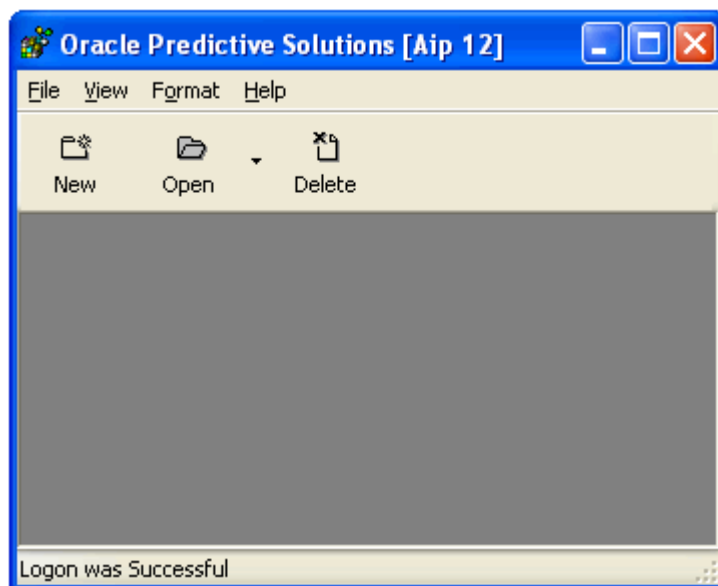 Oracle Predictive Solutions [Aip 12]
File View Format Help
New Open Delete
Logon was Successful